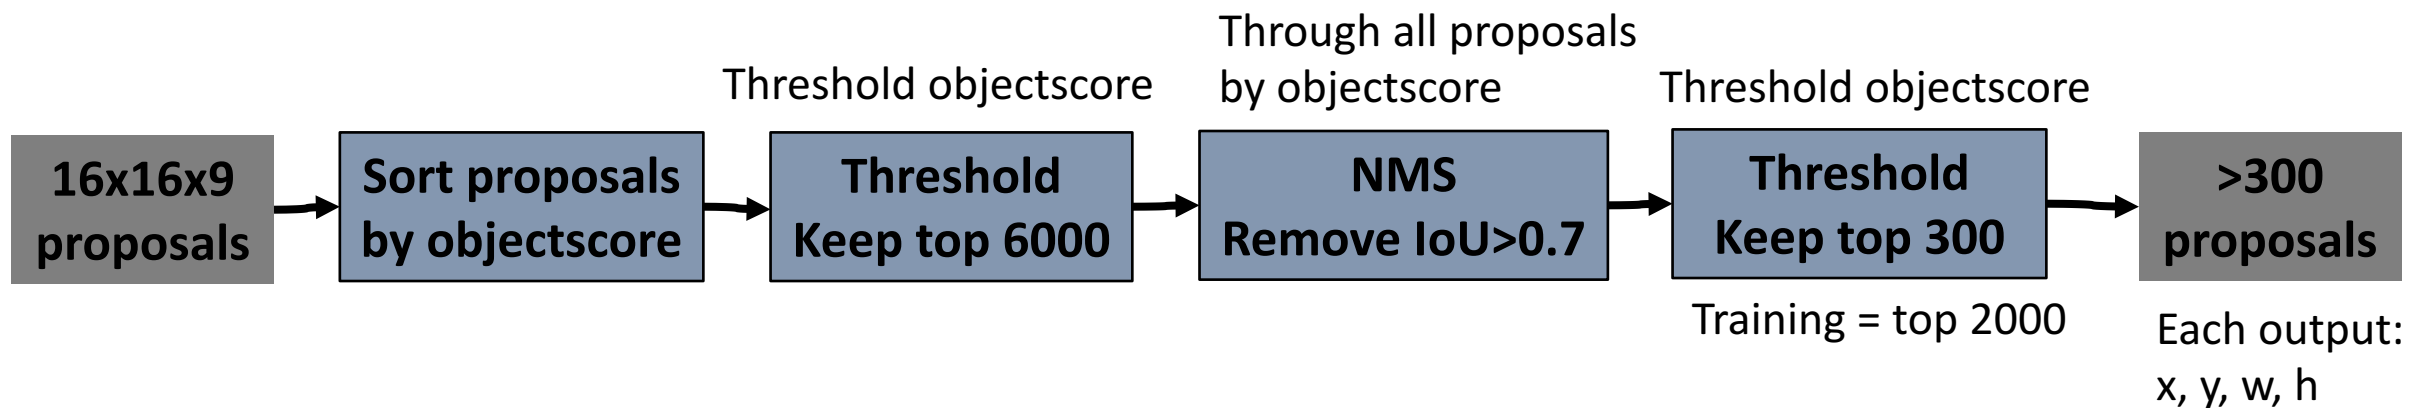 16x16x9
proposals
Sort proposals
by objectscore
Threshold objectscore
Threshold
Keep top 6000
Through all proposals
by objectscore
NMS
Remove IoU>0.7
Threshold objectscore
Threshold
Keep top 300
Training = top 2000
>300
proposals
Each output:
x, y, w, h